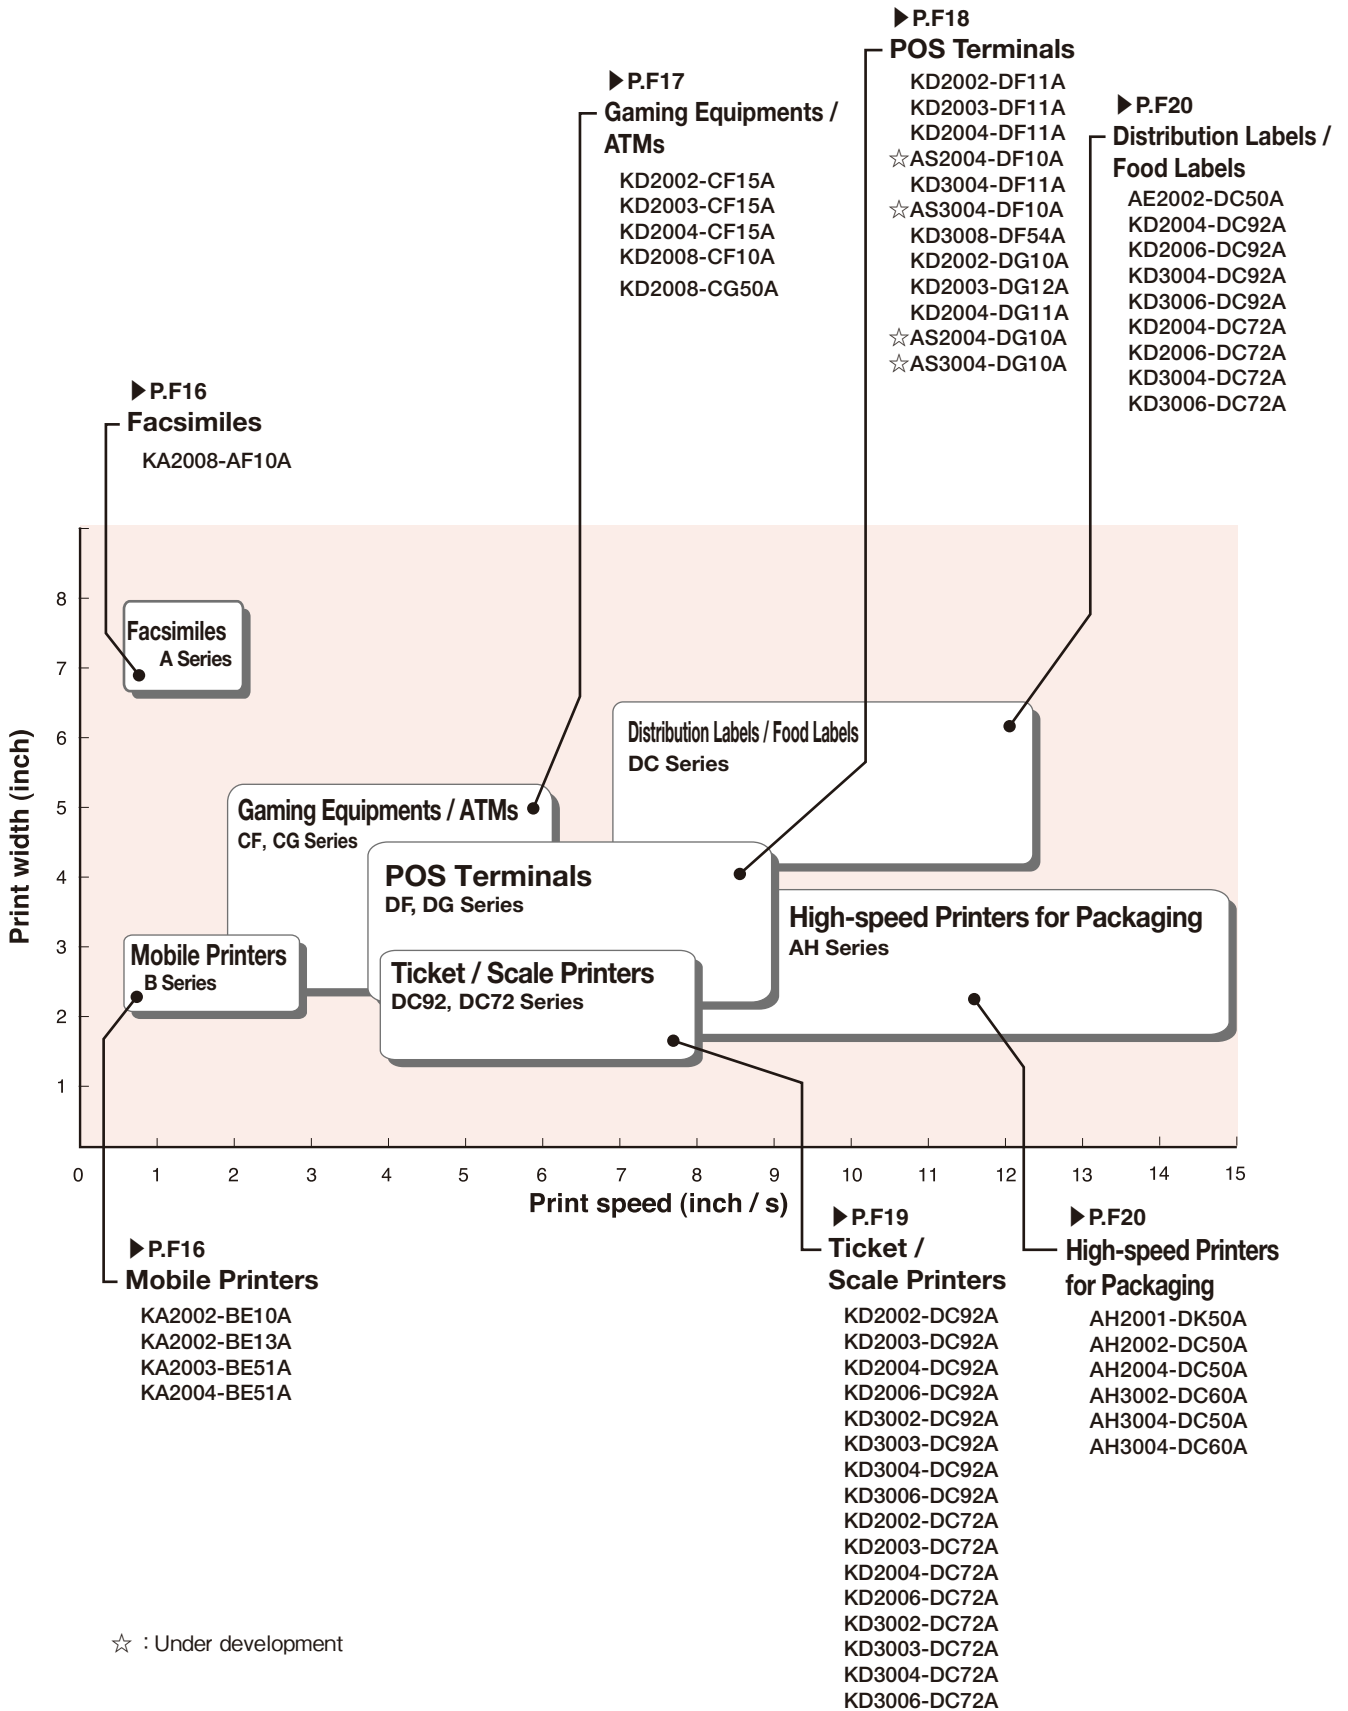 ▶P.F18
POS Terminals
KD2002-DF11A
KD2003-DF11A
KD2004-DF11A
☆AS2004-DF10A
KD3004-DF11A
☆AS3004-DF10A
KD3008-DF54A
KD2002-DG10A
KD2003-DG12A
KD2004-DG11A
☆AS2004-DG10A
☆AS3004-DG10A
▶P.F17
Gaming Equipments /
ATMs
KD2002-CF15A
KD2003-CF15A
KD2004-CF15A
KD2008-CF10A
KD2008-CG50A
▶P.F20
Distribution Labels /
Food Labels
AE2002-DC50A
KD2004-DC92A
KD2006-DC92A
KD3004-DC92A
KD3006-DC92A
KD2004-DC72A
KD2006-DC72A
KD3004-DC72A
KD3006-DC72A
▶P.F16
Facsimiles
KA2008-AF10A
Print width (inch)
8
7
6
5
4
3
2
1
Facsimiles
A Series
Distribution Labels / Food Labels
DC Series
Gaming Equipments / ATMs
CF, CG Series
POS Terminals
DF, DG Series
High-speed Printers for Packaging
AH Series
Mobile Printers
B Series
Ticket / Scale Printers
DC92, DC72 Series
0 1 2 3 4 5 6 7 8 9 10 11 12 13 14 15
Print speed (inch / s)
▶P.F16
Mobile Printers
KA2002-BE10A
KA2002-BE13A
KA2003-BE51A
KA2004-BE51A
▶P.F19
Ticket /
Scale Printers
KD2002-DC92A
KD2003-DC92A
KD2004-DC92A
KD2006-DC92A
KD3002-DC92A
KD3003-DC92A
KD3004-DC92A
KD3006-DC92A
KD2002-DC72A
KD2003-DC72A
KD2004-DC72A
KD2006-DC72A
KD3002-DC72A
KD3003-DC72A
KD3004-DC72A
KD3006-DC72A
▶P.F20
High-speed Printers
for Packaging
AH2001-DK50A
AH2002-DC50A
AH2004-DC50A
AH3002-DC60A
AH3004-DC50A
AH3004-DC60A
☆ : Under development